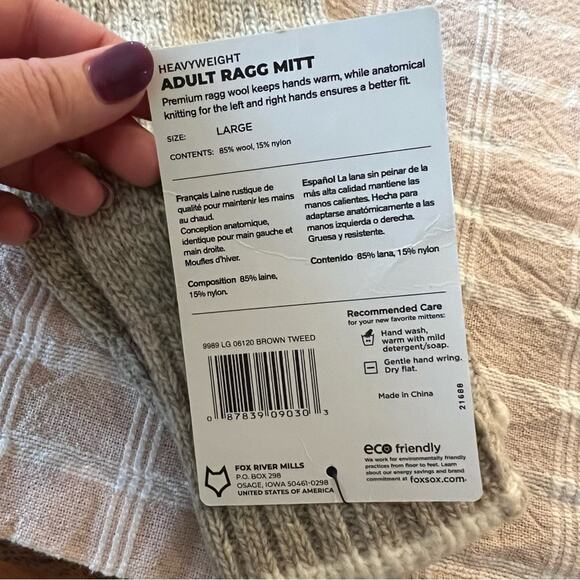 HEAVYWEIGHT
ADULT RAGG MITT
Premium ragg wool keeps hands warm, while anatomical
knitting for the left and right hands ensures a better fit.
SIZE: LARGE
CONTENTS: 85% wool, 15% nylon
Français Laine rustique de
qualité pour maintenir les mains
au chaud.
Conception anatomique,
identique pour main gauche et
main droite.
Moufles d'hiver.
Composition 85% laine,
15% nylon.
Español La lana sin peinar de la
más alta calidad mantiene las
manos calientes. Hecha para
adaptarse anatómicamente a las
manos izquierda o derecha.
Gruesa y resistente.
Contenido 85% lana, 15% nylon
9989 LG 06120 BROWN TWEED
0 87839 09030 3
Recommended Care
for your new favorite mittens:
Hand wash,
warm with mild
detergent/soap.
Gentle hand wring.
Dry flat.
Made in China
21688
FOX RIVER MILLS
P.O. BOX 298
OSAGE, IOWA 50461-0298
UNITED STATES OF AMERICA
eco friendly
We work for environmentally friendly
practices from floor to feet. Learn
about our energy savings and brand
commitment at foxsox.com.